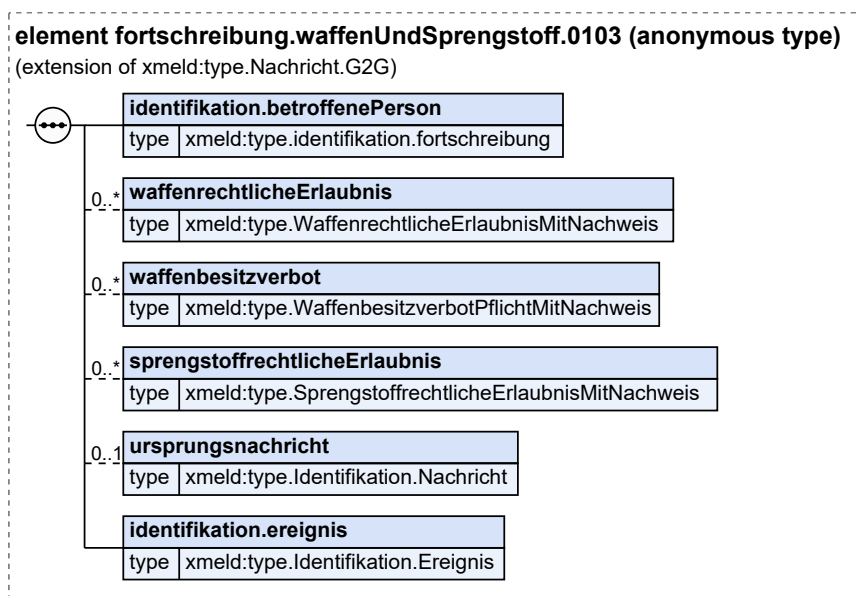 element fortschreibung.waffenUndSprengstoff.0103 (anonymous type)
(extension of xmeld:type.Nachricht.G2G)
identifikation.betroffenePerson
type xmeld:type.identifikation.fortschreibung
0..* waffenrechtlicheErlaubnis
type xmeld:type.WaffenrechtlicheErlaubnisMitNachweis
0..* waffenbesitzverbot
type xmeld:type.WaffenbesitzverbotPflichtMitNachweis
0..* sprengstoffrechtlicheErlaubnis
type xmeld:type.SprengstoffrechtlicheErlaubnisMitNachweis
0..1 ursprungsnachricht
type xmeld:type.Identifikation.Nachricht
identifikation.ereignis
type xmeld:type.Identifikation.Ereignis